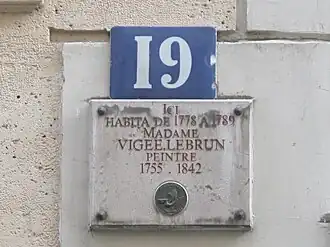 19
ICI
HABITA DE 1778 A 1789
MADAME
VIGEE.LEBRUN
PEINTRE
1755.1842